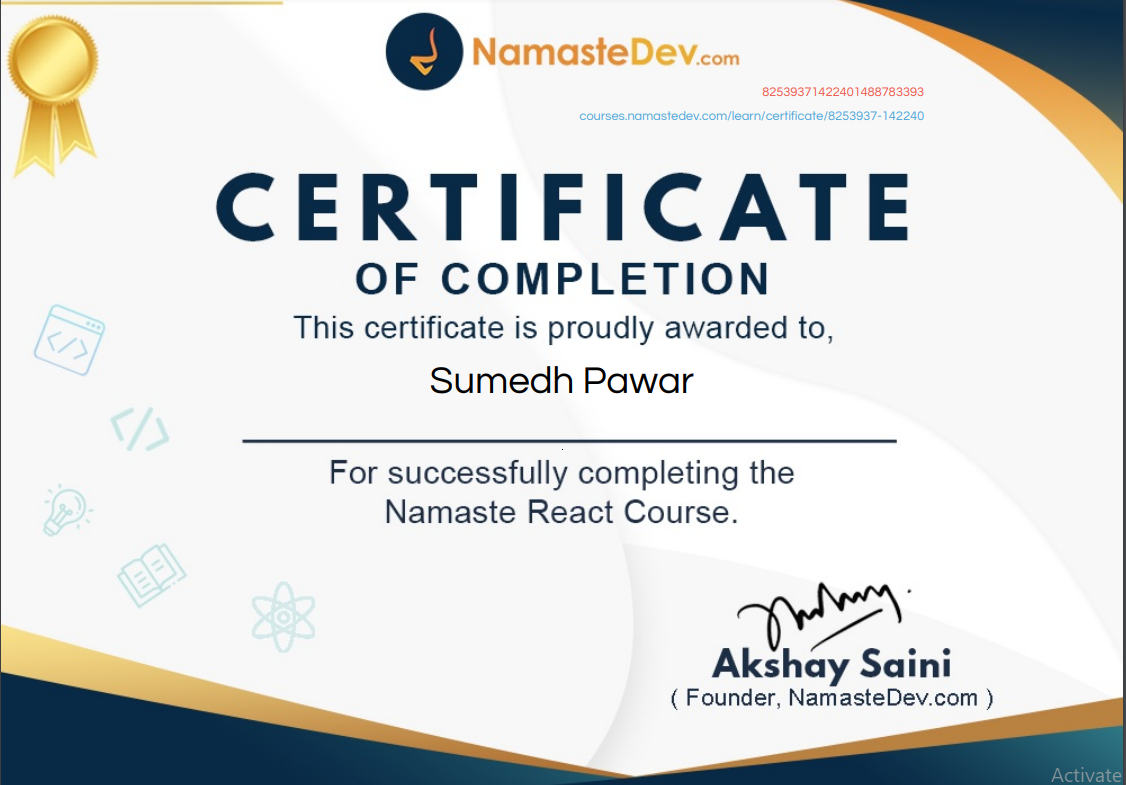 NamasteDev.com
82539371422401488783393
courses.namastedev.com/learn/certificate/8253937-142240
CERTIFICATE
OF COMPLETION
This certificate is proudly awarded to,
Sumedh Pawar
For successfully completing the
Namaste React Course.
Akshay Saini
( Founder, NamasteDev.com )
Activate